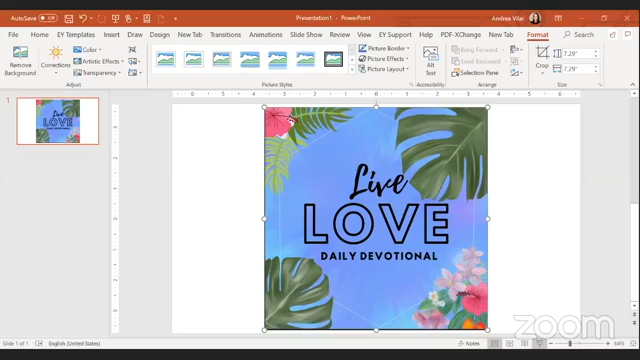 AutoSave Off
Presentation1 - PowerPoint
Andrea Vilar
File Home EY Templates Insert Draw Design New Tab Transitions Animations Slide Show Review View EY Support Help PDF-XChange New Tab Format Search
Remove Background
Corrections
Color
Artistic Effects
Transparency
Adjust
Picture Styles
Picture Border
Picture Effects
Picture Layout
Alt Text
Accessibility
Bring Forward
Send Backward
Selection Pane
Arrange
Crop
7.29"
7.29"
Size
1
Live
LOVE
DAILY DEVOTIONAL
zoom
Slide 1 of 1 English (United States) Notes 64%